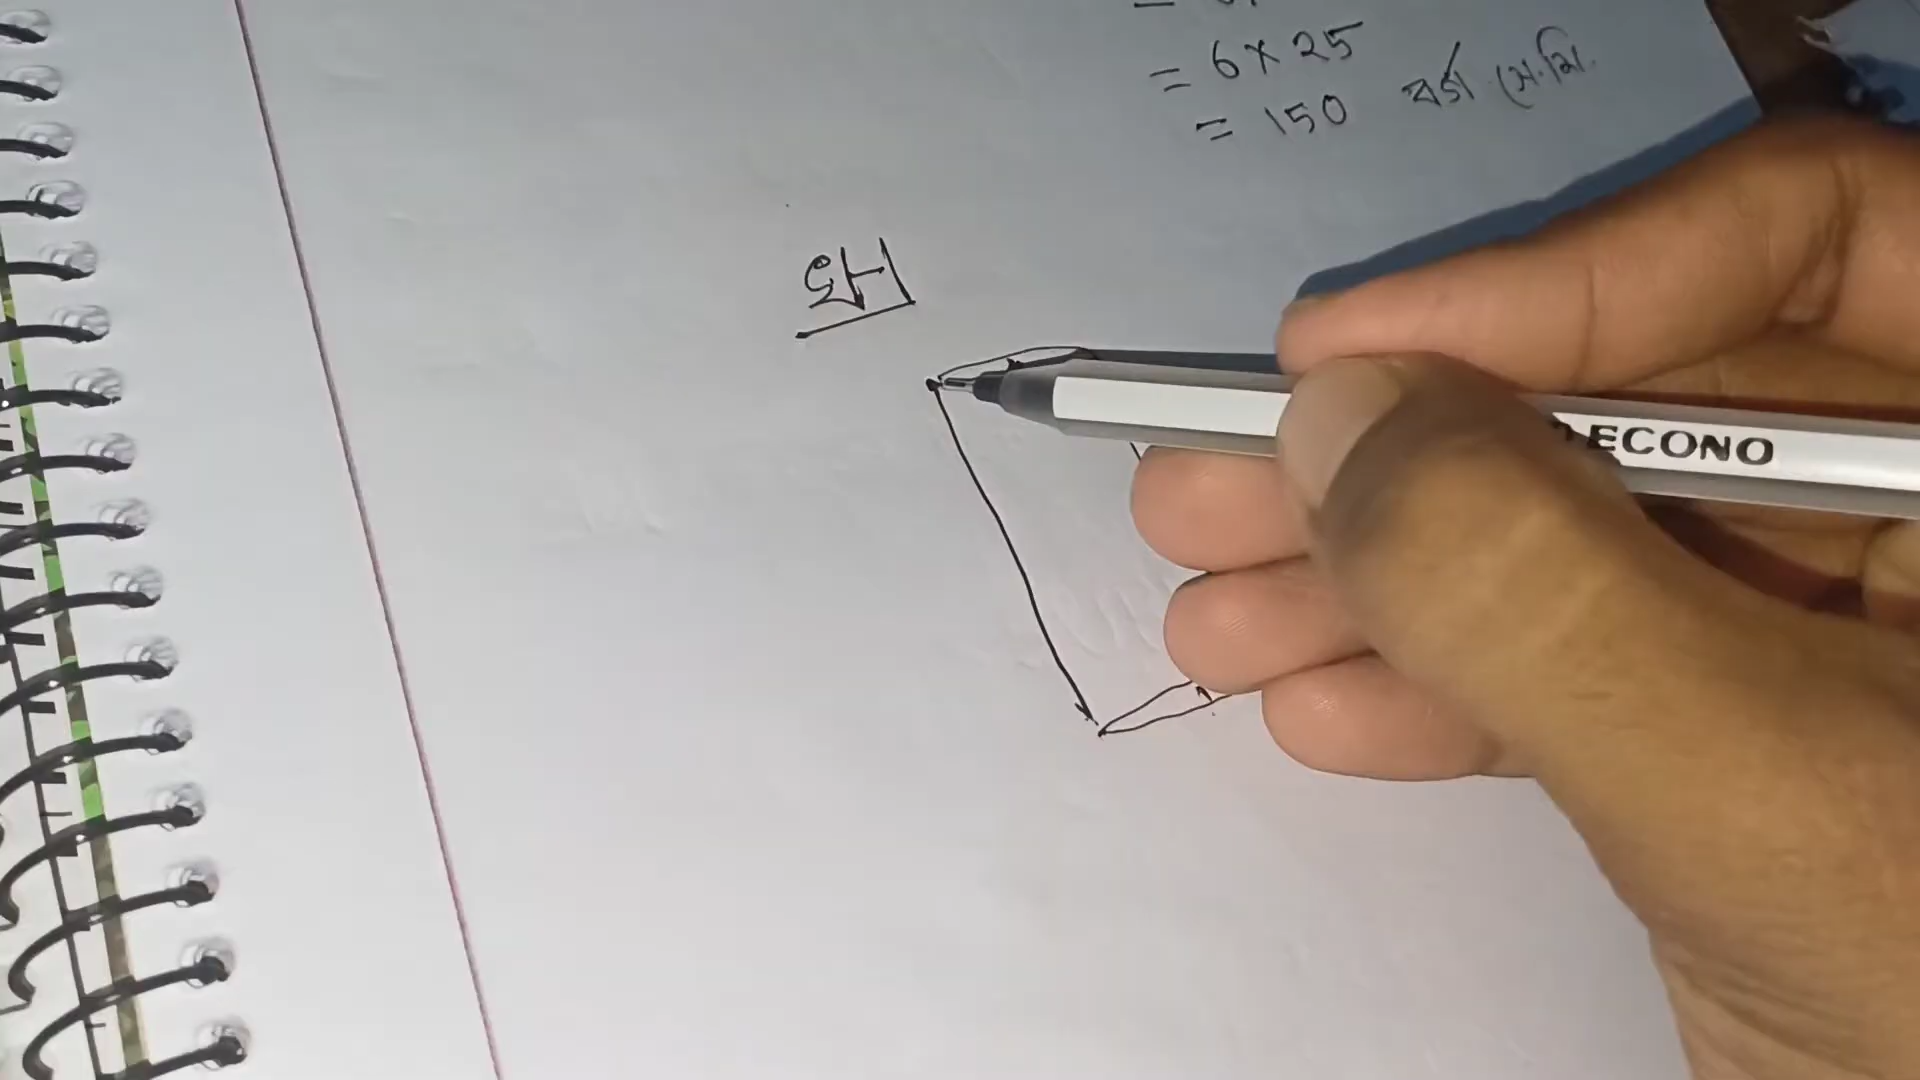 = 6 × 25
= 150 বর্গ সে.মি.
ECONO